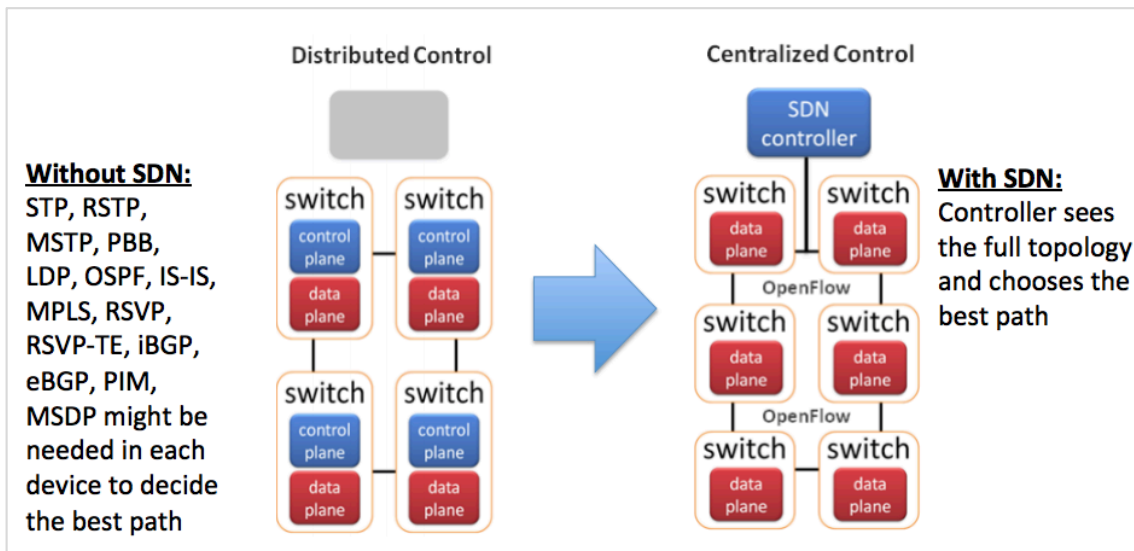 Distributed Control
Without SDN:
STP, RSTP,
MSTP, PBB,
LDP, OSPF, IS-IS,
MPLS, RSVP,
RSVP-TE, iBGP,
eBGP, PIM,
MSDP might be
needed in each
device to decide
the best path
switch
control
plane
data
plane
switch
control
plane
data
plane
switch
control
plane
data
plane
switch
control
plane
data
plane
Centralized Control
SDN
controller
switch
data
plane
switch
data
plane
OpenFlow
switch
data
plane
switch
data
plane
OpenFlow
switch
data
plane
switch
data
plane
With SDN:
Controller sees
the full topology
and chooses the
best path